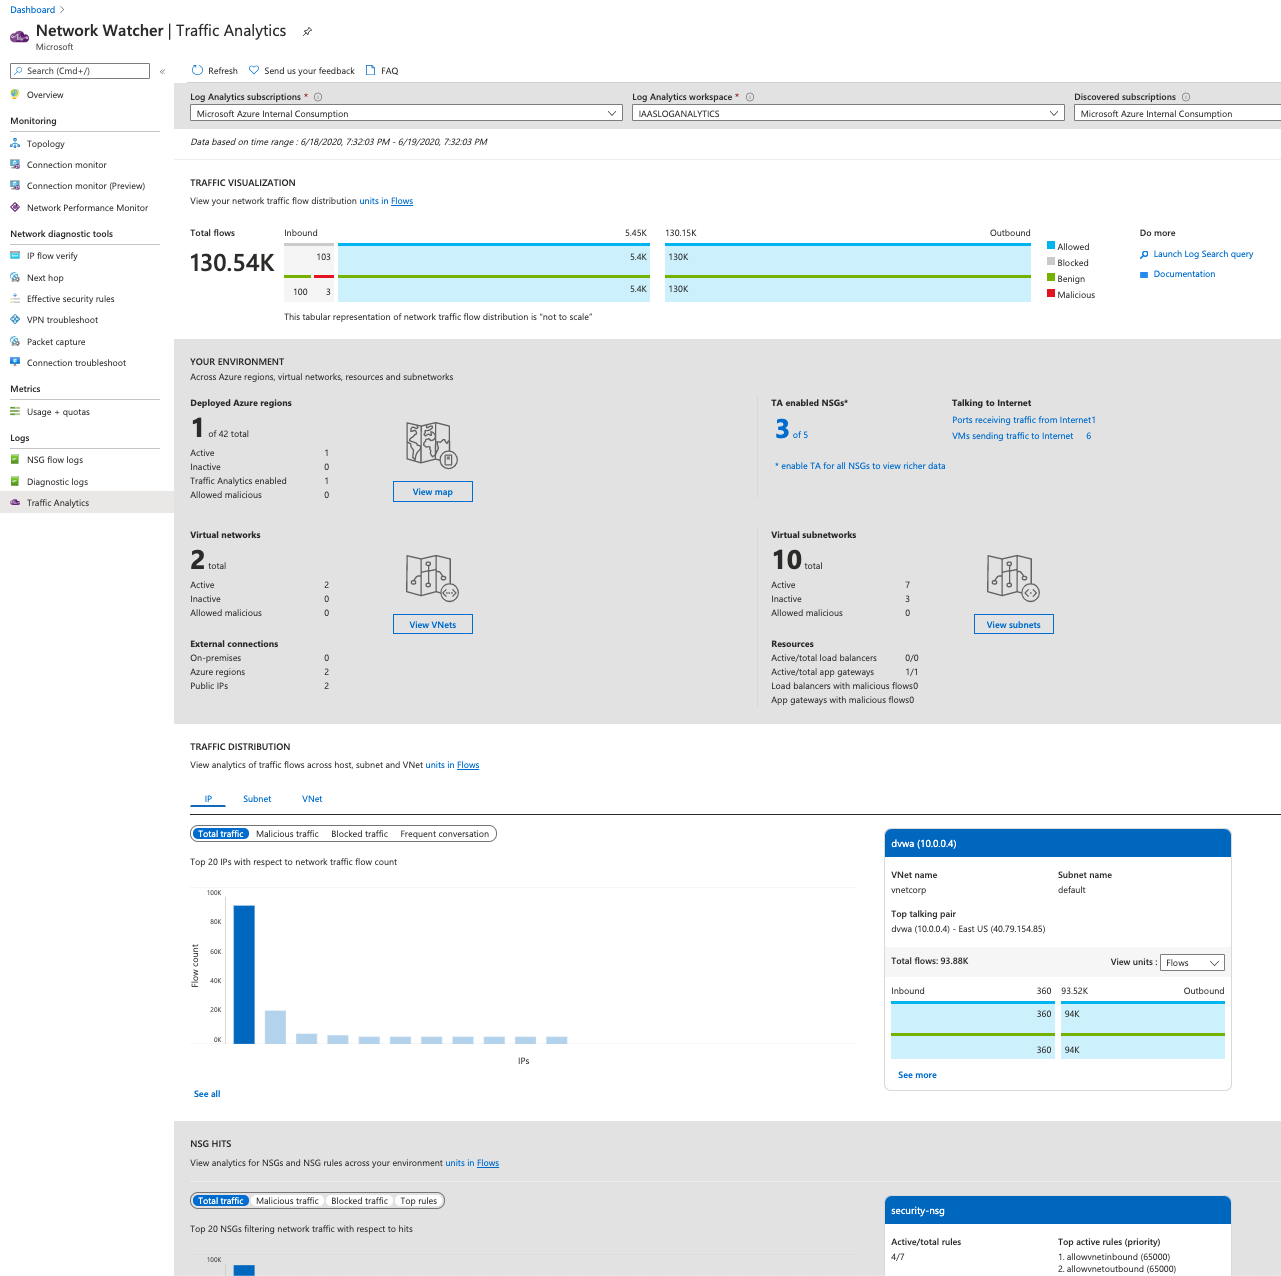 Dashboard
Network Watcher | Traffic Analytics
Microsoft
Search (Cmd+/)
«
Overview
Monitoring
Topology
Connection monitor
Connection monitor (Preview)
Network Performance Monitor
Network diagnostic tools
IP flow verify
Next hop
Effective security rules
VPN troubleshoot
Packet capture
Connection troubleshoot
Metrics
Usage + quotas
Logs
NSG flow logs
Diagnostic logs
Traffic Analytics
Refresh Send us your feedback FAQ
Log Analytics subscriptions * Log Analytics workspace * Discovered subscriptions
Microsoft Azure Internal Consumption IAASLOGANALYTICS Microsoft Azure Internal Consumption
Data based on time range : 6/18/2020, 7:32:03 PM - 6/19/2020, 7:32:03 PM
TRAFFIC VISUALIZATION
View your network traffic flow distribution units in Flows
Total flows
130.54K
Inbound 5.45K 130.15K Outbound
103 5.4K 130K
100 3 5.4K 130K
Allowed
Blocked
Benign
Malicious
Do more
Launch Log Search query
Documentation
This tabular representation of network traffic flow distribution is "not to scale"
YOUR ENVIRONMENT
Across Azure regions, virtual networks, resources and subnetworks
Deployed Azure regions
1 of 42 total
Active 1
Inactive 0
Traffic Analytics enabled 1
Allowed malicious 0
View map
TA enabled NSGs*
3 of 5
* enable TA for all NSGs to view richer data
Talking to Internet
Ports receiving traffic from Internet1
VMs sending traffic to Internet 6
Virtual networks
2 total
Active 2
Inactive 0
Allowed malicious 0
View VNets
External connections
On-premises 0
Azure regions 2
Public IPs 2
Virtual subnetworks
10 total
Active 7
Inactive 3
Allowed malicious 0
View subnets
Resources
Active/total load balancers 0/0
Active/total app gateways 1/1
Load balancers with malicious flows0
App gateways with malicious flows0
TRAFFIC DISTRIBUTION
View analytics of traffic flows across host, subnet and VNet units in Flows
IP Subnet VNet
Total traffic Malicious traffic Blocked traffic Frequent conversation
Top 20 IPs with respect to network traffic flow count
100K
80K
60K
40K
20K
0K
Flow count
IPs
See all
dvwa (10.0.0.4)
VNet name Subnet name
vnetcorp default
Top talking pair
dvwa (10.0.0.4) - East US (40.79.154.85)
Total flows: 93.88K View units : Flows
Inbound 360 93.52K Outbound
360 94K
360 94K
See more
NSG HITS
View analytics for NSGs and NSG rules across your environment units in Flows
Total traffic Malicious traffic Blocked traffic Top rules
Top 20 NSGs filtering network traffic with respect to hits
100K
security-nsg
Active/total rules Top active rules (priority)
4/7 1. allowvnetinbound (65000)
2. allowvnetoutbound (65000)